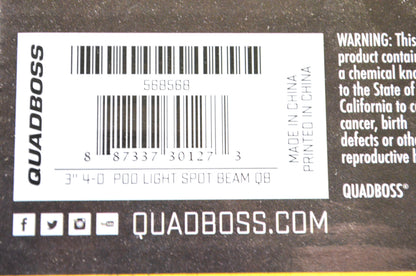 QUADBOSS
568568
8 87337 30127 3
3" 4-D POD LIGHT SPOT BEAM QB
MADE IN CHINA
PRINTED IN CHINA
QUADBOSS.COM
WARNING: This
product contain
a chemical kno
to the State of
California to c
cancer, birth
defects or othe
reproductive
QUADBOSS®